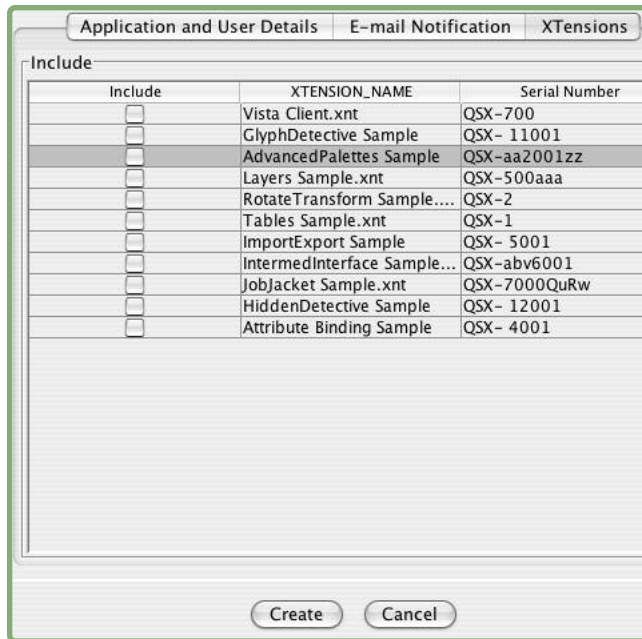 Application and User Details E-mail Notification XTensions
Include
Include XTENSION_NAME Serial Number
Vista Client.xnt QSX-700
GlyphDetective Sample QSX- 11001
AdvancedPalettes Sample QSX-aa2001zz
Layers Sample.xnt QSX-500aaa
RotateTransform Sample.... QSX-2
Tables Sample.xnt QSX-1
ImportExport Sample QSX- 5001
IntermedInterface Sample... QSX-abv6001
JobJacket Sample.xnt QSX-7000QuRw
HiddenDetective Sample QSX- 12001
Attribute Binding Sample QSX- 4001
Create Cancel